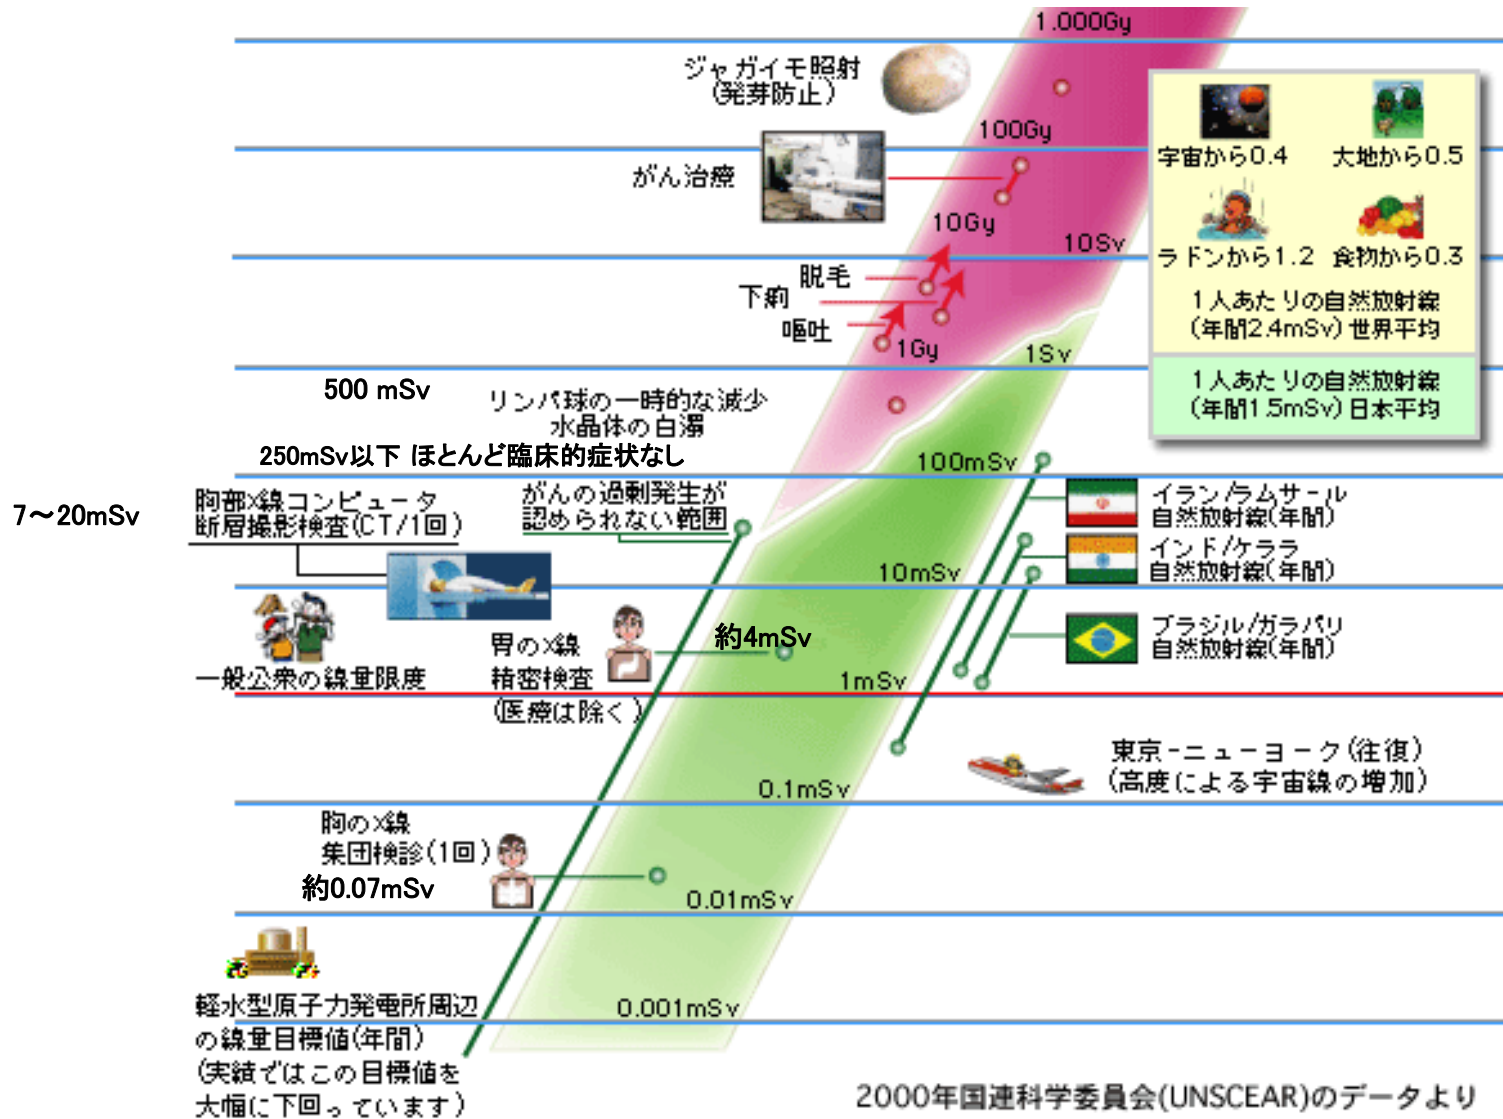 1.000Gy
ジャガイモ照射
(発芽防止)
100Gy
がん治療
10Gy
10Sv
脱毛
下痢
嘔吐
1Gy
1Sv
宇宙から0.4
大地から0.5
ラドンから1.2
食物から0.3
1人あたりの自然放射線
(年間2.4mSv)世界平均
1人あたりの自然放射線
(年間1.5mSv)日本平均
500 mSv
リンパ球の一時的な減少
水晶体の白濁
250mSv以下 ほとんど臨床的症状なし
100mSv
7～20mSv
胸部X線コンピュータ
断層撮影検査(CT/1回)
がんの過剰発生が
認められない範囲
イラン/ラムサール
自然放射線(年間)
インド/ケララ
自然放射線(年間)
10mSv
ブラジル/ガラパリ
自然放射線(年間)
一般公衆の線量限度
胃のX線
精密検査
(医療は除く)
約4mSv
1mSv
東京-ニューヨーク(往復)
(高度による宇宙線の増加)
0.1mSv
胸のX線
集団検診(1回)
約0.07mSv
0.01mSv
軽水型原子力発電所周辺
の線量目標値(年間)
(実績ではこの目標値を
大幅に下回っています)
0.001mSv
2000年国連科学委員会(UNSCEAR)のデータより